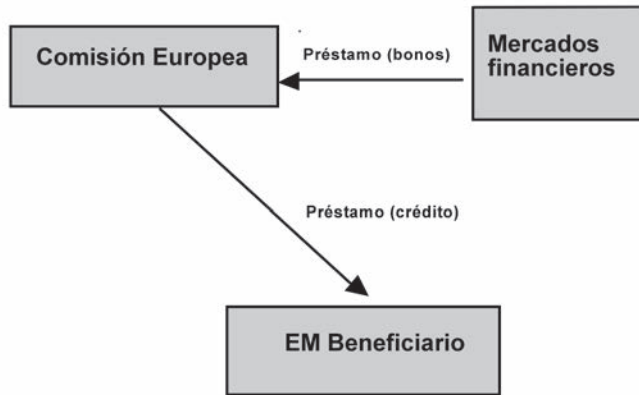 Comisión Europea
Préstamo (bonos)
Mercados
financieros
Préstamo (crédito)
EM Beneficiario